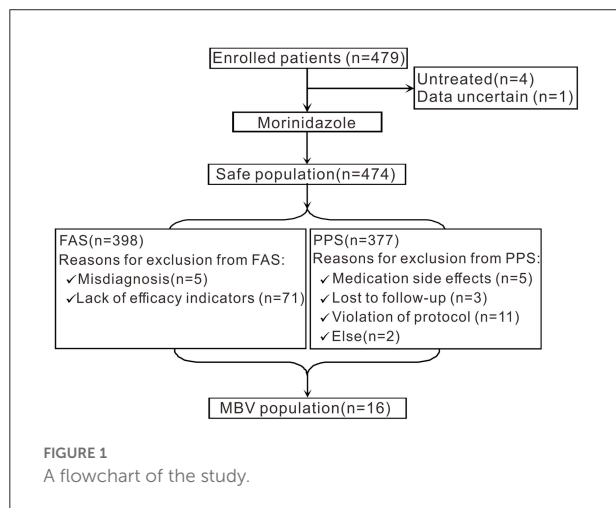 Enrolled patients (n=479)
Untreated(n=4)
Data uncertain (n=1)
Morinidazole
Safe population(n=474)
FAS(n=398)
Reasons for exclusion from FAS:
✓Misdiagnosis(n=5)
✓Lack of efficacy indicators (n=71)
PPS(n=377)
Reasons for exclusion from PPS:
✓Medication side effects (n=5)
✓Lost to follow-up (n=3)
✓Violation of protocol (n=11)
✓Else(n=2)
MBV population(n=16)
FIGURE 1
A flowchart of the study.